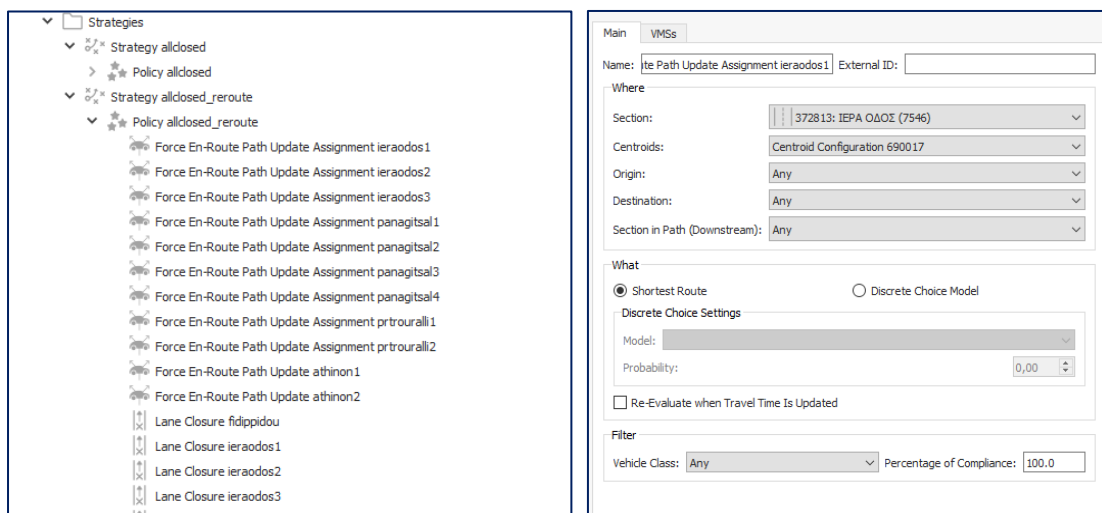 Strategies
Strategy allclosed
Policy allclosed
Strategy allclosed_reroute
Policy allclosed_reroute
Force En-Route Path Update Assignment ieraodos1
Force En-Route Path Update Assignment ieraodos2
Force En-Route Path Update Assignment ieraodos3
Force En-Route Path Update Assignment panagitsal1
Force En-Route Path Update Assignment panagitsal2
Force En-Route Path Update Assignment panagitsal3
Force En-Route Path Update Assignment panagitsal4
Force En-Route Path Update Assignment prtrouralli1
Force En-Route Path Update Assignment prtrouralli2
Force En-Route Path Update athinon1
Force En-Route Path Update athinon2
Lane Closure fidippidou
Lane Closure ieraodos1
Lane Closure ieraodos2
Lane Closure ieraodos3
Main VMSs
Name: te Path Update Assignment ieraodos1 External ID:
Where
Section: 372813: ΙΕΡΑ ΟΔΟΣ (7546)
Centroids: Centroid Configuration 690017
Origin: Any
Destination: Any
Section in Path (Downstream): Any
What
Shortest Route Discrete Choice Model
Discrete Choice Settings
Model:
Probability: 0,00
Re-Evaluate when Travel Time Is Updated
Filter
Vehicle Class: Any Percentage of Compliance: 100.0